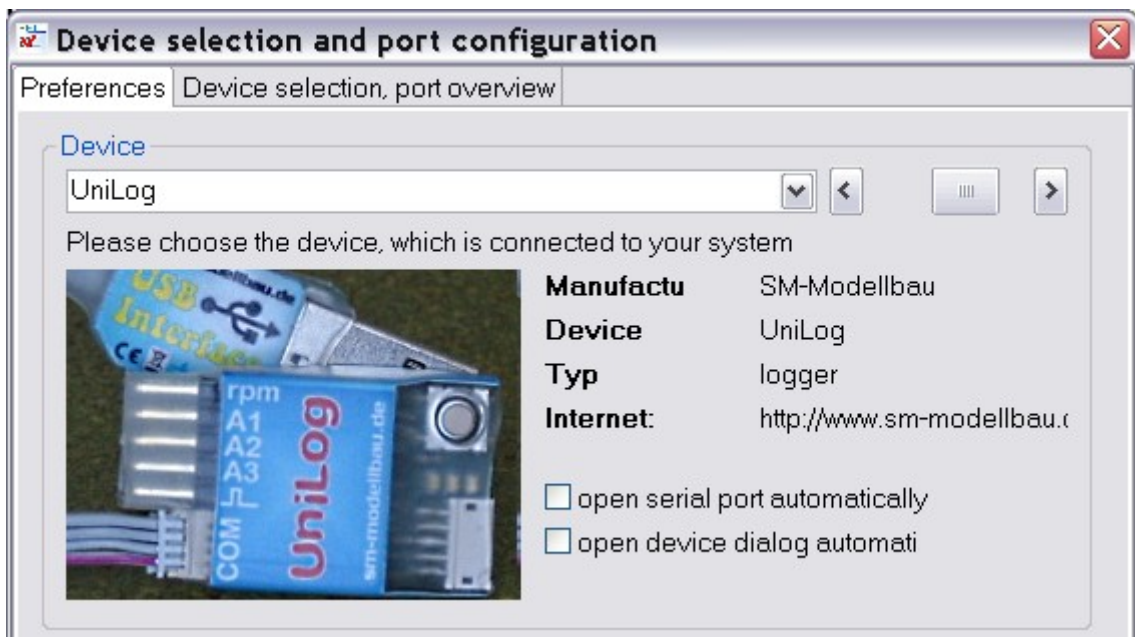 Device selection and port configuration
Preferences Device selection, port overview
Device
UniLog
Please choose the device, which is connected to your system
Manufactu SM-Modellbau
Device UniLog
Typ logger
Internet: http://www.sm-modellbau.(
open serial port automatically
open device dialog automati
USB
Interface
CE
rpm
A1
A2
A3
COM
UniLog
sm-modellbau.de